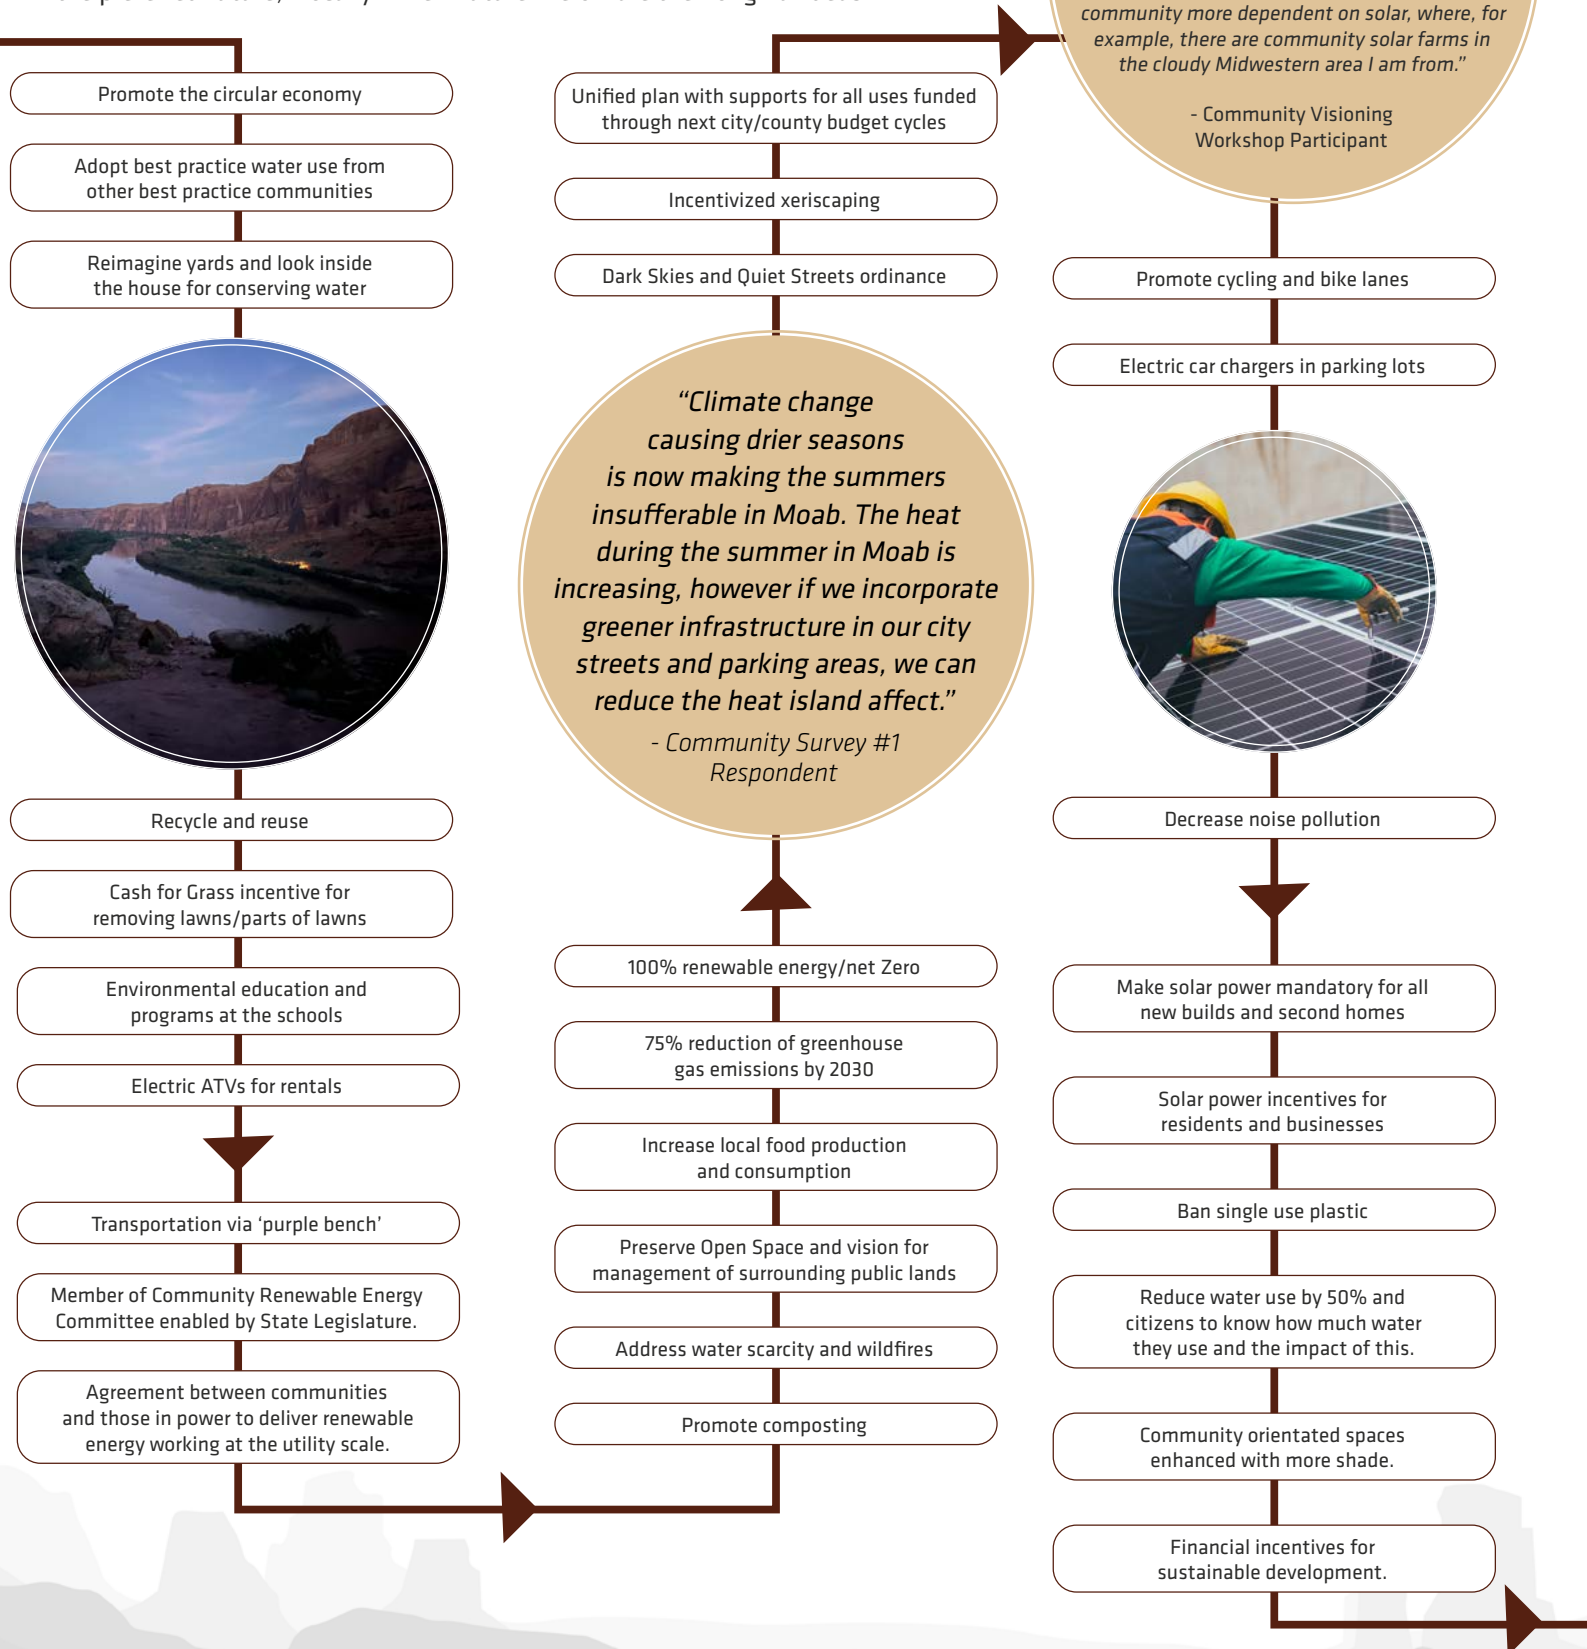 Promote the circular economy
Adopt best practice water use from
other best practice communities
Reimagine yards and look inside
the house for conserving water
Recycle and reuse
Cash for Grass incentive for
removing lawns/parts of lawns
Environmental education and
programs at the schools
Electric ATVs for rentals
Transportation via ‘purple bench’
Member of Community Renewable Energy
Committee enabled by State Legislature.
Agreement between communities
and those in power to deliver renewable
energy working at the utility scale.
Unified plan with supports for all uses funded
through next city/county budget cycles
Incentivized xeriscaping
Dark Skies and Quiet Streets ordinance
“Climate change
causing drier seasons
is now making the summers
insufferable in Moab. The heat
during the summer in Moab is
increasing, however if we incorporate
greener infrastructure in our city
streets and parking areas, we can
reduce the heat island affect.”
- Community Survey #1
Respondent
100% renewable energy/net Zero
75% reduction of greenhouse
gas emissions by 2030
Increase local food production
and consumption
Preserve Open Space and vision for
management of surrounding public lands
Address water scarcity and wildfires
Promote composting
community more dependent on solar, where, for
example, there are community solar farms in
the cloudy Midwestern area I am from.”
- Community Visioning
Workshop Participant
Promote cycling and bike lanes
Electric car chargers in parking lots
Decrease noise pollution
Make solar power mandatory for all
new builds and second homes
Solar power incentives for
residents and businesses
Ban single use plastic
Reduce water use by 50% and
citizens to know how much water
they use and the impact of this.
Community orientated spaces
enhanced with more shade.
Financial incentives for
sustainable development.